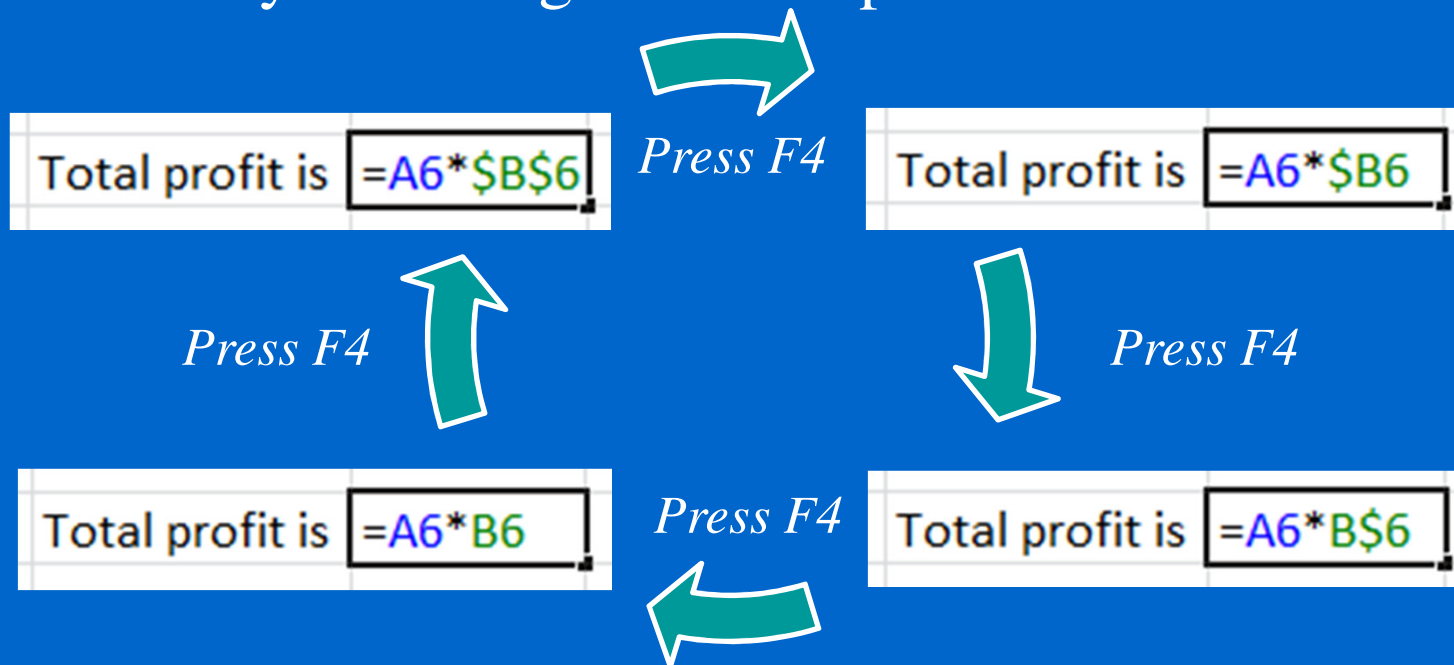 Total profit is =A6*$B$6
Press F4
Total profit is =A6*$B6
Press F4
Press F4
Total profit is =A6*B6
Press F4
Total profit is =A6*B$6